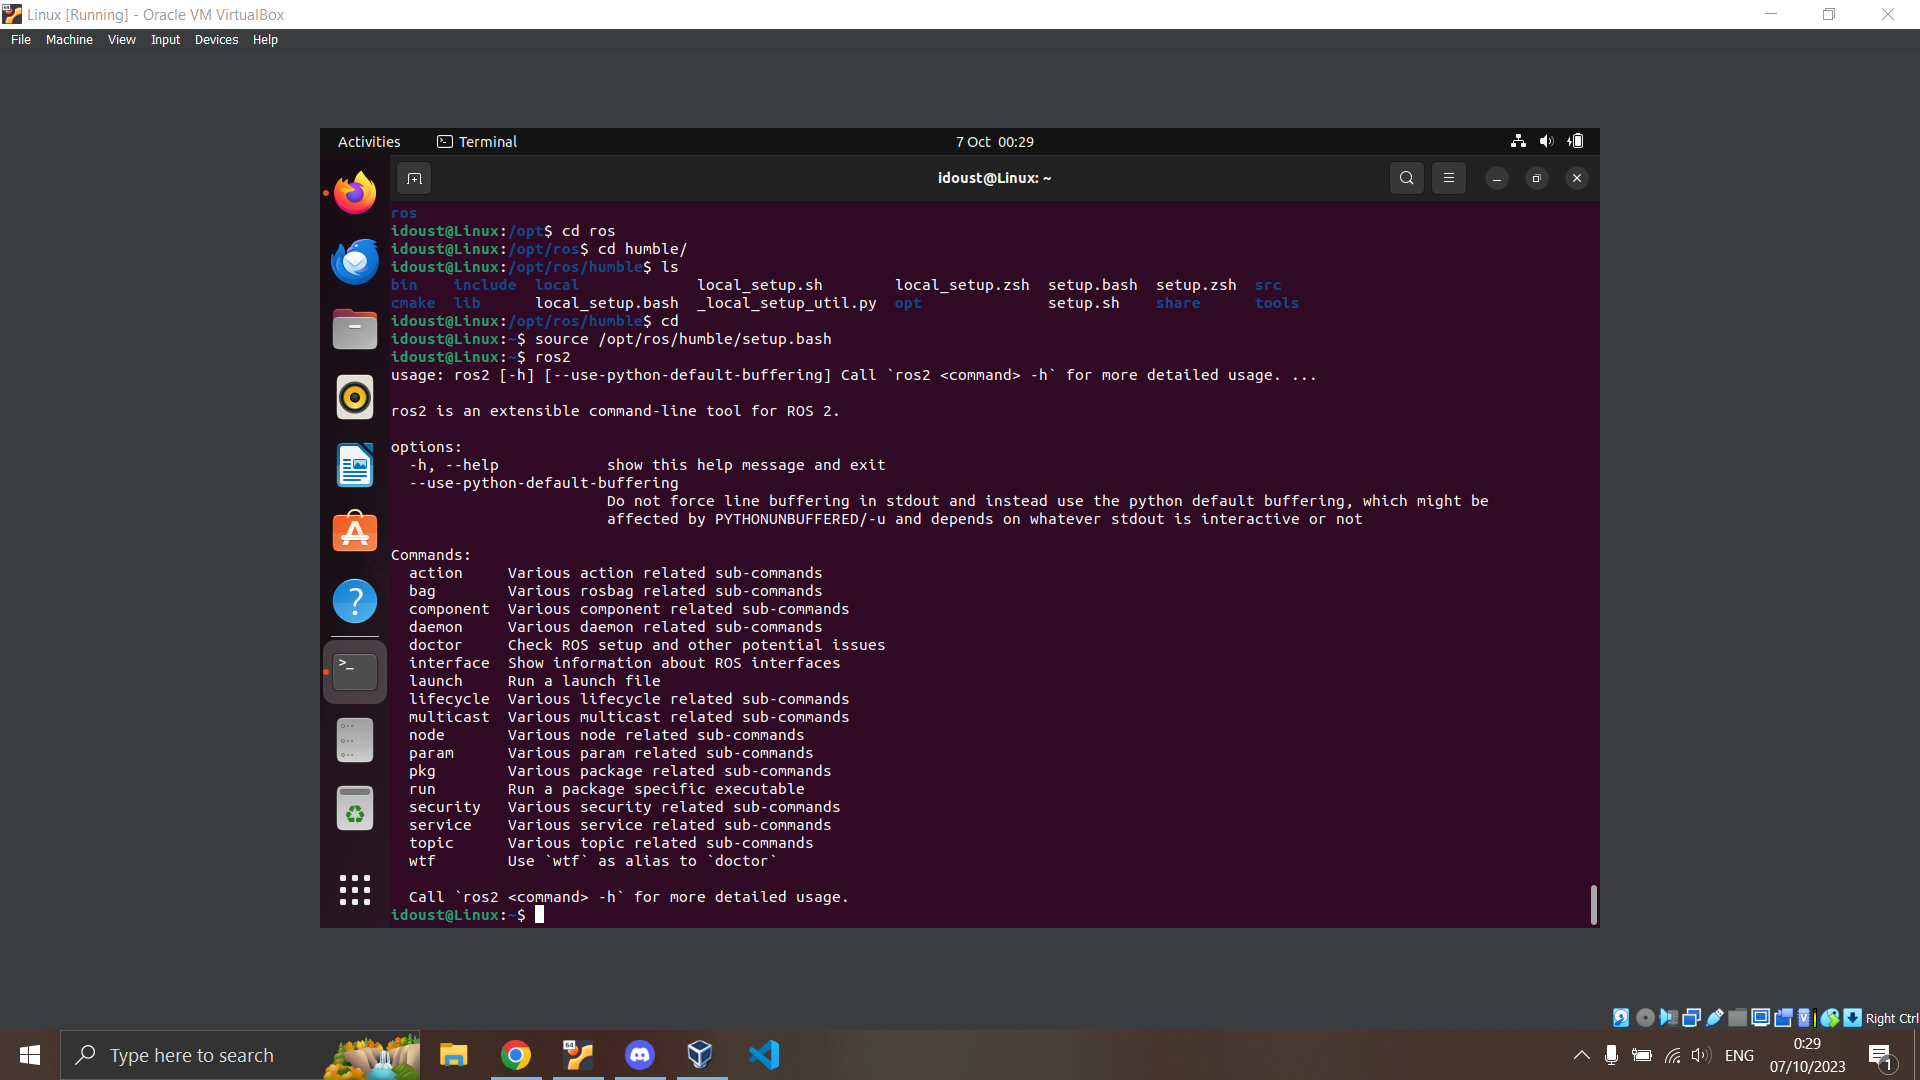 Linux [Running] - Oracle VM VirtualBox
File Machine View Input Devices Help
Activities Terminal 7 Oct 00:29
idoust@Linux: ~
ros
idoust@Linux:/opt$ cd ros
idoust@Linux:/opt/ros$ cd humble/
idoust@Linux:/opt/ros/humble$ ls
bin include local local_setup.sh local_setup.zsh setup.bash setup.zsh src
cmake lib local_setup.bash _local_setup_util.py opt setup.sh share tools
idoust@Linux:/opt/ros/humble$ cd
idoust@Linux:~$ source /opt/ros/humble/setup.bash
idoust@Linux:~$ ros2
usage: ros2 [-h] [--use-python-default-buffering] Call `ros2 <command> -h` for more detailed usage. ...
ros2 is an extensible command-line tool for ROS 2.
options:
-h, --help show this help message and exit
--use-python-default-buffering
Do not force line buffering in stdout and instead use the python default buffering, which might be
affected by PYTHONUNBUFFERED/-u and depends on whatever stdout is interactive or not
Commands:
action Various action related sub-commands
bag Various rosbag related sub-commands
component Various component related sub-commands
daemon Various daemon related sub-commands
doctor Check ROS setup and other potential issues
interface Show information about ROS interfaces
launch Run a launch file
lifecycle Various lifecycle related sub-commands
multicast Various multicast related sub-commands
node Various node related sub-commands
param Various param related sub-commands
pkg Various package related sub-commands
run Run a package specific executable
security Various security related sub-commands
service Various service related sub-commands
topic Various topic related sub-commands
wtf Use `wtf` as alias to `doctor`
Call `ros2 <command> -h` for more detailed usage.
idoust@Linux:~$
Right Ctrl
Type here to search
64
ENG
0:29
07/10/2023
1